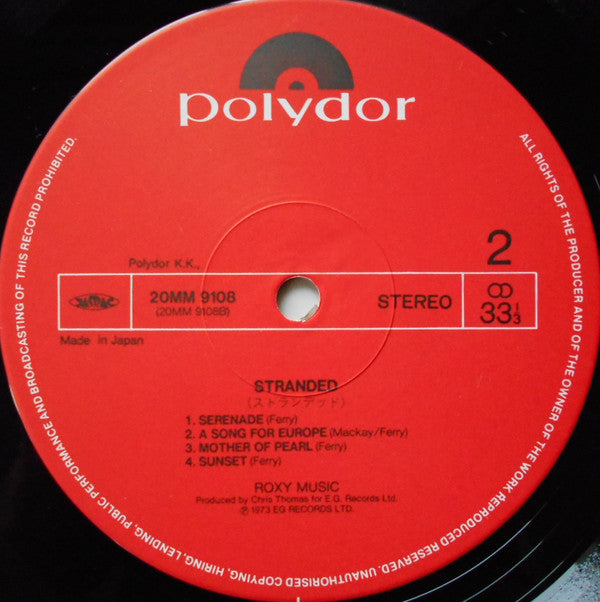 polydor
ALL RIGHTS OF THE PRODUCER AND OF THE OWNER OF THE WORK REPRODUCED RESERVED. UNAUTHORISED COPYING, HIRING, LENDING, PUBLIC PERFORMANCE AND BROADCASTING OF THIS RECORD PROHIBITED.
2
Polydor K.K.,
20MM 9108
(20MM 9108B)
STEREO
33 1/3
Made in Japan
STRANDED
(ストランデッド)
1. SERENADE (Ferry)
2. A SONG FOR EUROPE (Mackay/Ferry)
3. MOTHER OF PEARL (Ferry)
4. SUNSET (Ferry)
ROXY MUSIC
Produced by Chris Thomas for E.G. Records Ltd.
℗ 1973 EG RECORDS LTD.